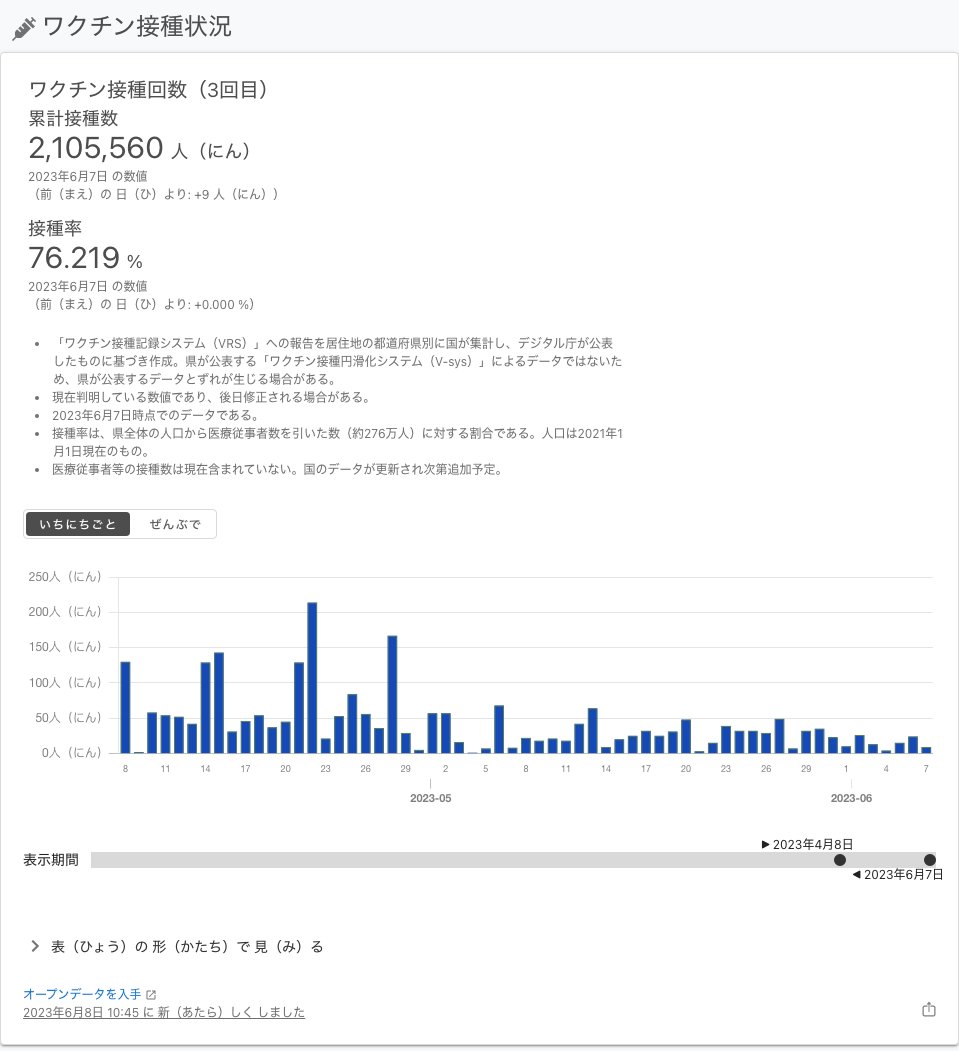 ワクチン接種状況
ワクチン接種回数（3回目）
累計接種数
2,105,560 人（にん）
2023年6月7日 の数値
（前（まえ）の 日（ひ）より: +9 人（にん））
接種率
76.219 %
2023年6月7日 の数値
（前（まえ）の 日（ひ）より: +0.000 %）
• 「ワクチン接種記録システム（VRS）」への報告を居住地の都道府県別に国が集計し、デジタル庁が公表
したものに基づき作成。県が公表する「ワクチン接種円滑化システム（V-sys）」によるデータではないた
め、県が公表するデータとずれが生じる場合がある。
• 現在判明している数値であり、後日修正される場合がある。
• 2023年6月7日時点でのデータである。
• 接種率は、県全体の人口から医療従事者数を引いた数（約276万人）に対する割合である。人口は2021年1
月1日現在のもの。
• 医療従事者等の接種数は現在含まれていない。国のデータが更新され次第追加予定。
いちにちごと ぜんぶで
250人（にん）
200人（にん）
150人（にん）
100人（にん）
50人（にん）
0人（にん）
8 11 14 17 20 23 26 29 2 5 8 11 14 17 20 23 26 29 1 4 7
2023-05 2023-06
▶ 2023年4月8日
表示期間
◀ 2023年6月7日
表（ひょう）の 形（かたち）で 見（み）る
オープンデータを入手
2023年6月8日 10:45 に 新（あたら）しく しました